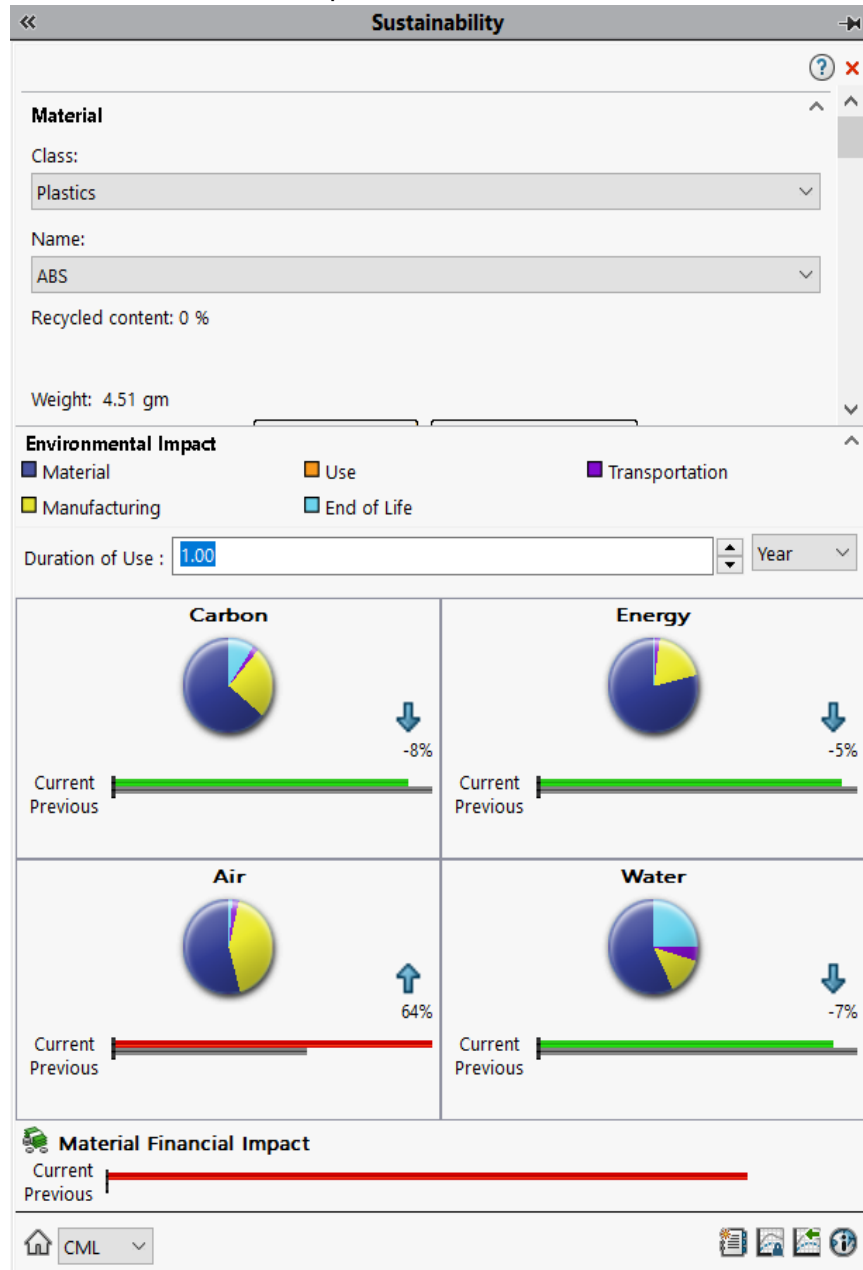 Sustainability
Material
Class:
Plastics
Name:
ABS
Recycled content: 0 %
Weight: 4.51 gm
Environmental Impact
Material Use Transportation
Manufacturing End of Life
Duration of Use : 1.00 Year
Carbon Energy
-8% -5%
Current Current
Previous Previous
Air Water
64% -7%
Current Current
Previous Previous
Material Financial Impact
Current
Previous
CML